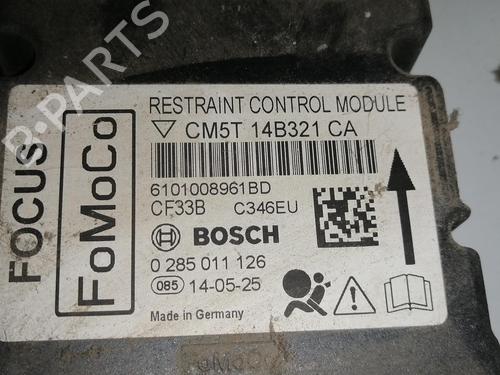 RESTRAINT CONTROL MODULE
CM5T 14B321 CA
6101008961BD
CF33B C346EU
BOSCH
0 285 011 126
085 14-05-25
Made in Germany
FOCUS
FoMoCo
FoMoCo
B-PARTS